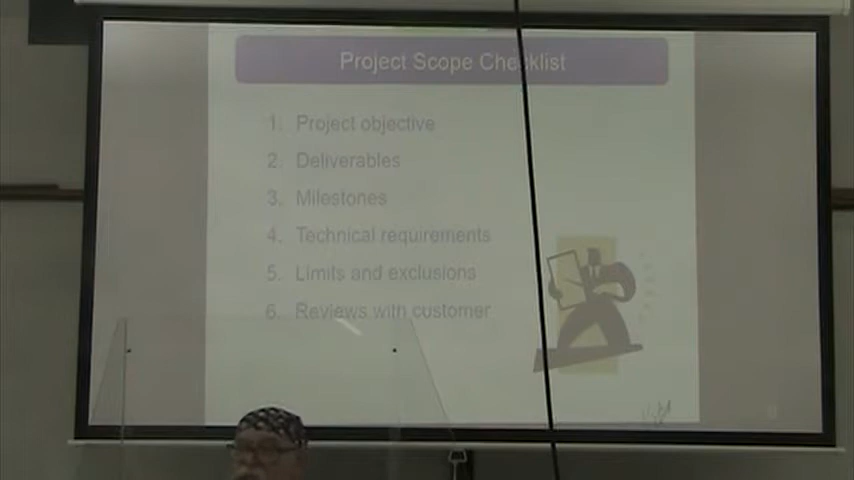 Project Scope Checklist
1. Project objective
2. Deliverables
3. Milestones
4. Technical requirements
5. Limits and exclusions
6. Reviews with customer